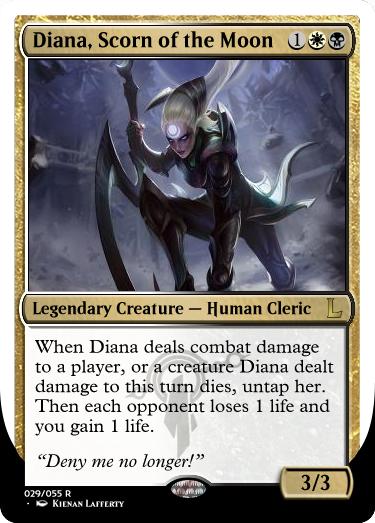 Diana, Scorn of the Moon 1
Legendary Creature — Human Cleric L
When Diana deals combat damage
to a player, or a creature Diana dealt
damage to this turn dies, untap her.
Then each opponent loses 1 life and
you gain 1 life.
“Deny me no longer!”
3/3
029/055 R
· Kienan Lafferty